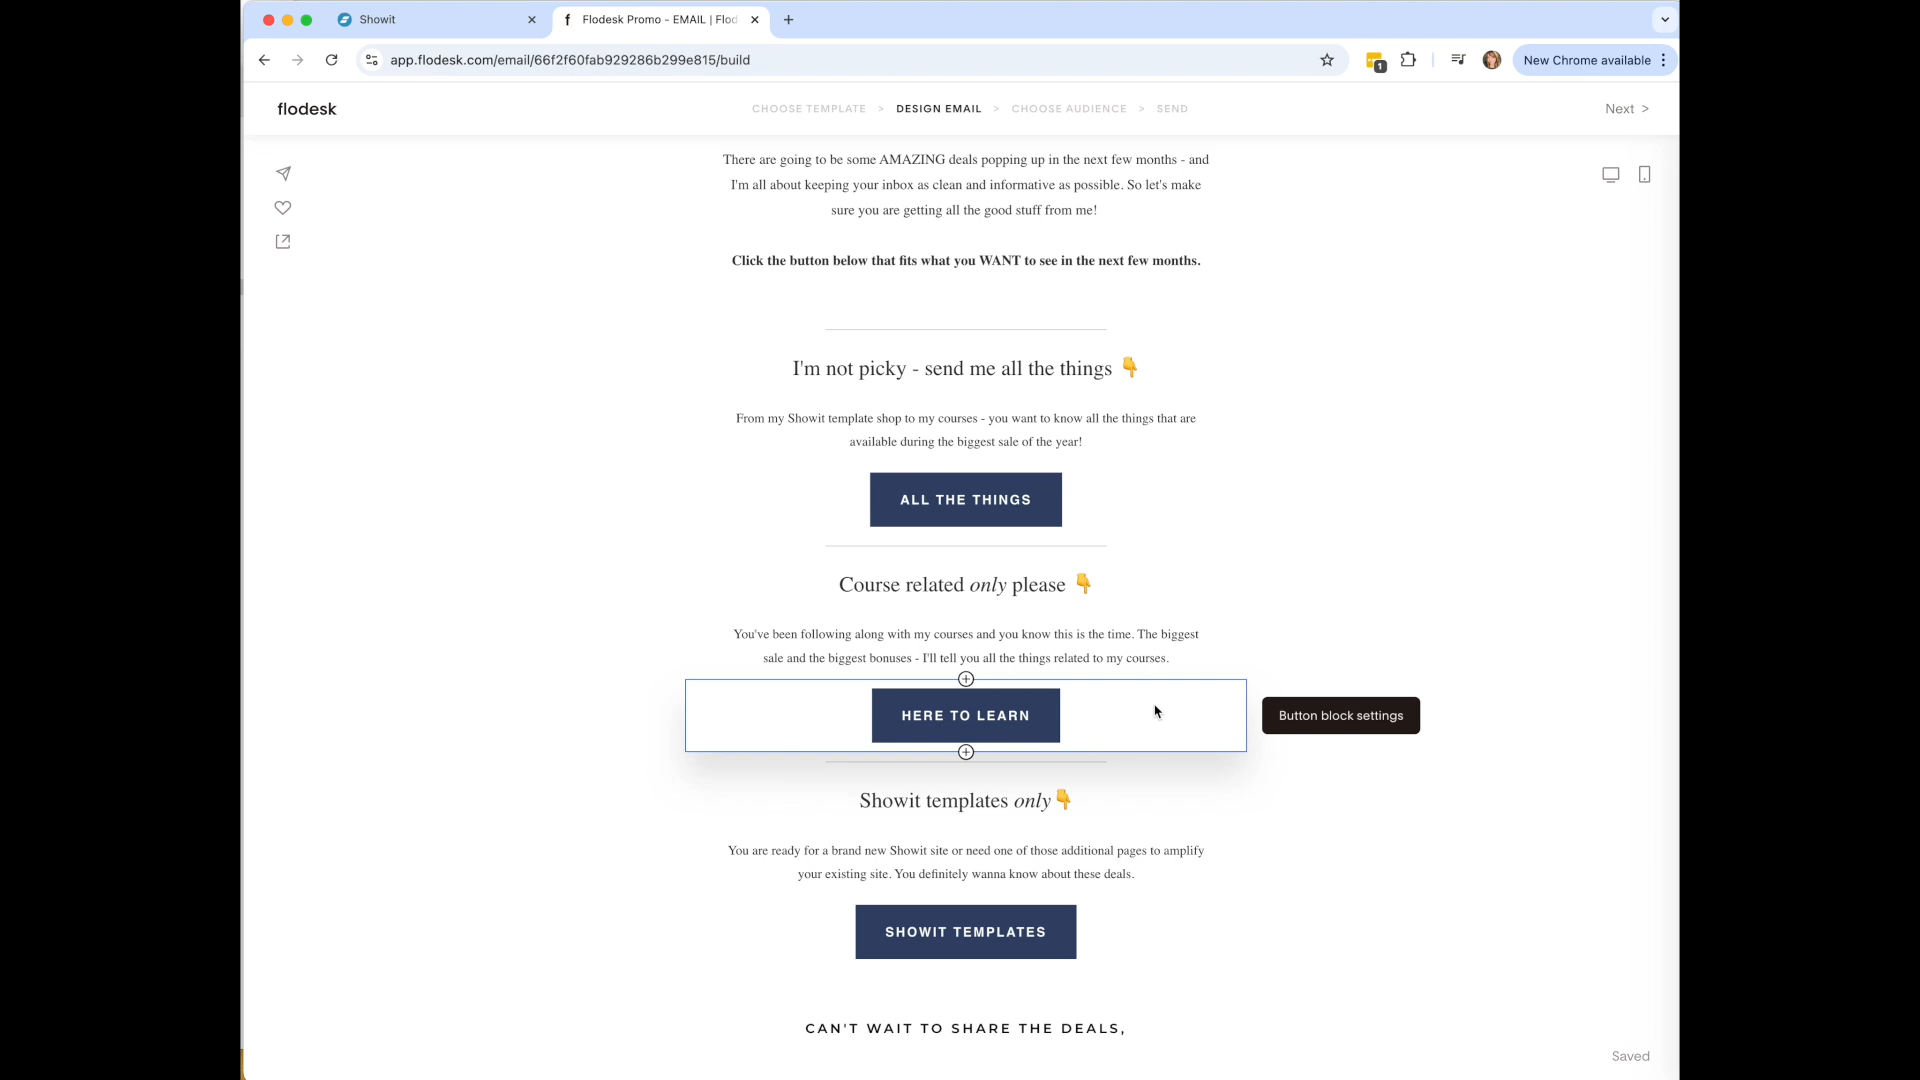 Showit
Flodesk Promo - EMAIL | Flod
app.flodesk.com/email/66f2f60fab929286b299e815/build
1
New Chrome available
flodesk
CHOOSE TEMPLATE > DESIGN EMAIL > CHOOSE AUDIENCE > SEND
Next >
There are going to be some AMAZING deals popping up in the next few months - and
I'm all about keeping your inbox as clean and informative as possible. So let's make
sure you are getting all the good stuff from me!
Click the button below that fits what you WANT to see in the next few months.
I'm not picky - send me all the things 👇
From my Showit template shop to my courses - you want to know all the things that are
available during the biggest sale of the year!
ALL THE THINGS
Course related only please 👇
You've been following along with my courses and you know this is the time. The biggest
sale and the biggest bonuses - I'll tell you all the things related to my courses.
HERE TO LEARN
Button block settings
Showit templates only👇
You are ready for a brand new Showit site or need one of those additional pages to amplify
your existing site. You definitely wanna know about these deals.
SHOWIT TEMPLATES
CAN'T WAIT TO SHARE THE DEALS,
Saved